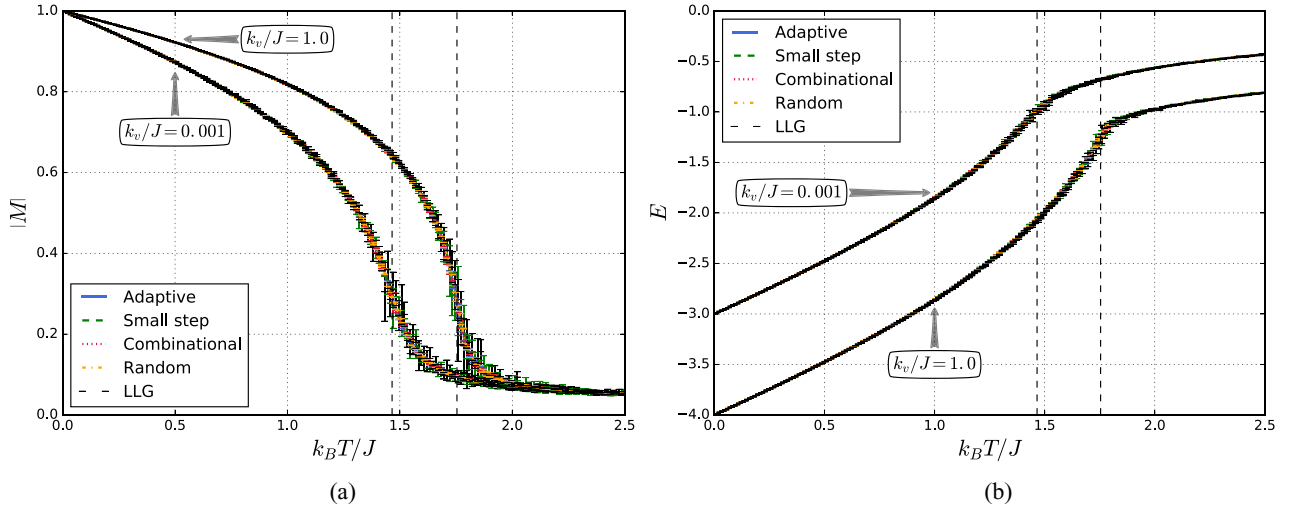 1.0
0.8
0.6
0.4
0.2
0.0
|M|
k_v/J = 1.0
k_v/J = 0.001
Adaptive
Small step
Combinational
Random
LLG
0.0 0.5 1.0 1.5 2.0 2.5
k_BT/J
(a)
−0.0
−0.5
−1.0
−1.5
−2.0
−2.5
−3.0
−3.5
−4.0
E
Adaptive
Small step
Combinational
Random
LLG
k_v/J = 0.001
k_v/J = 1.0
0.0 0.5 1.0 1.5 2.0 2.5
k_BT/J
(b)